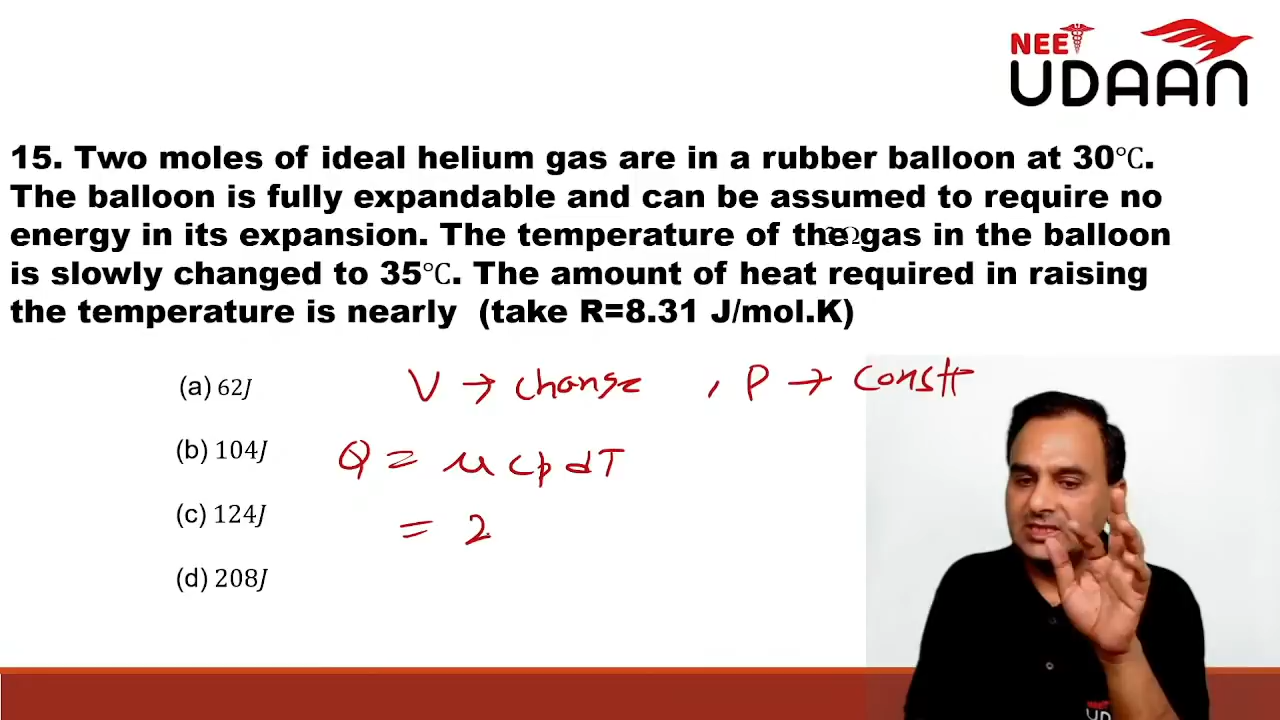 NEET
UDAAN
15. Two moles of ideal helium gas are in a rubber balloon at 30°C.
The balloon is fully expandable and can be assumed to require no
energy in its expansion. The temperature of the gas in the balloon
is slowly changed to 35°C. The amount of heat required in raising
the temperature is nearly (take R=8.31 J/mol.K)
V → change , P → constt
(a) 62J
(b) 104J
Q = μ Cp dT
(c) 124J
= 2
(d) 208J
NEET
UDAA